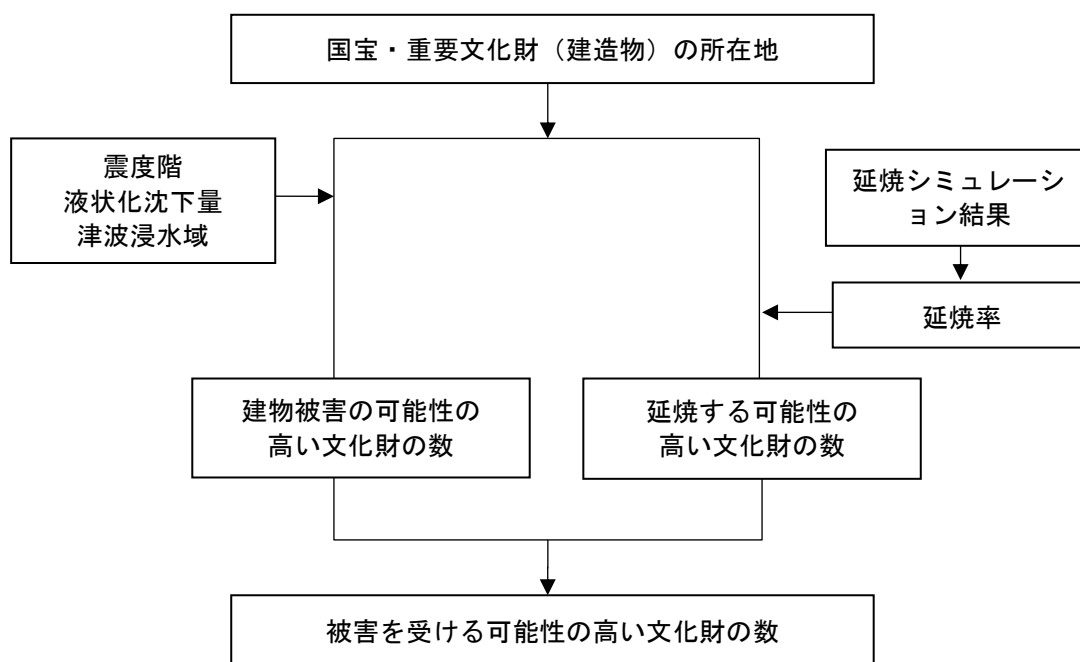 国宝・重要文化財（建造物）の所在地
震度階
液状化沈下量
津波浸水域
延焼シミュレーシ
ョン結果
延焼率
建物被害の可能性の
高い文化財の数
延焼する可能性の
高い文化財の数
被害を受ける可能性の高い文化財の数